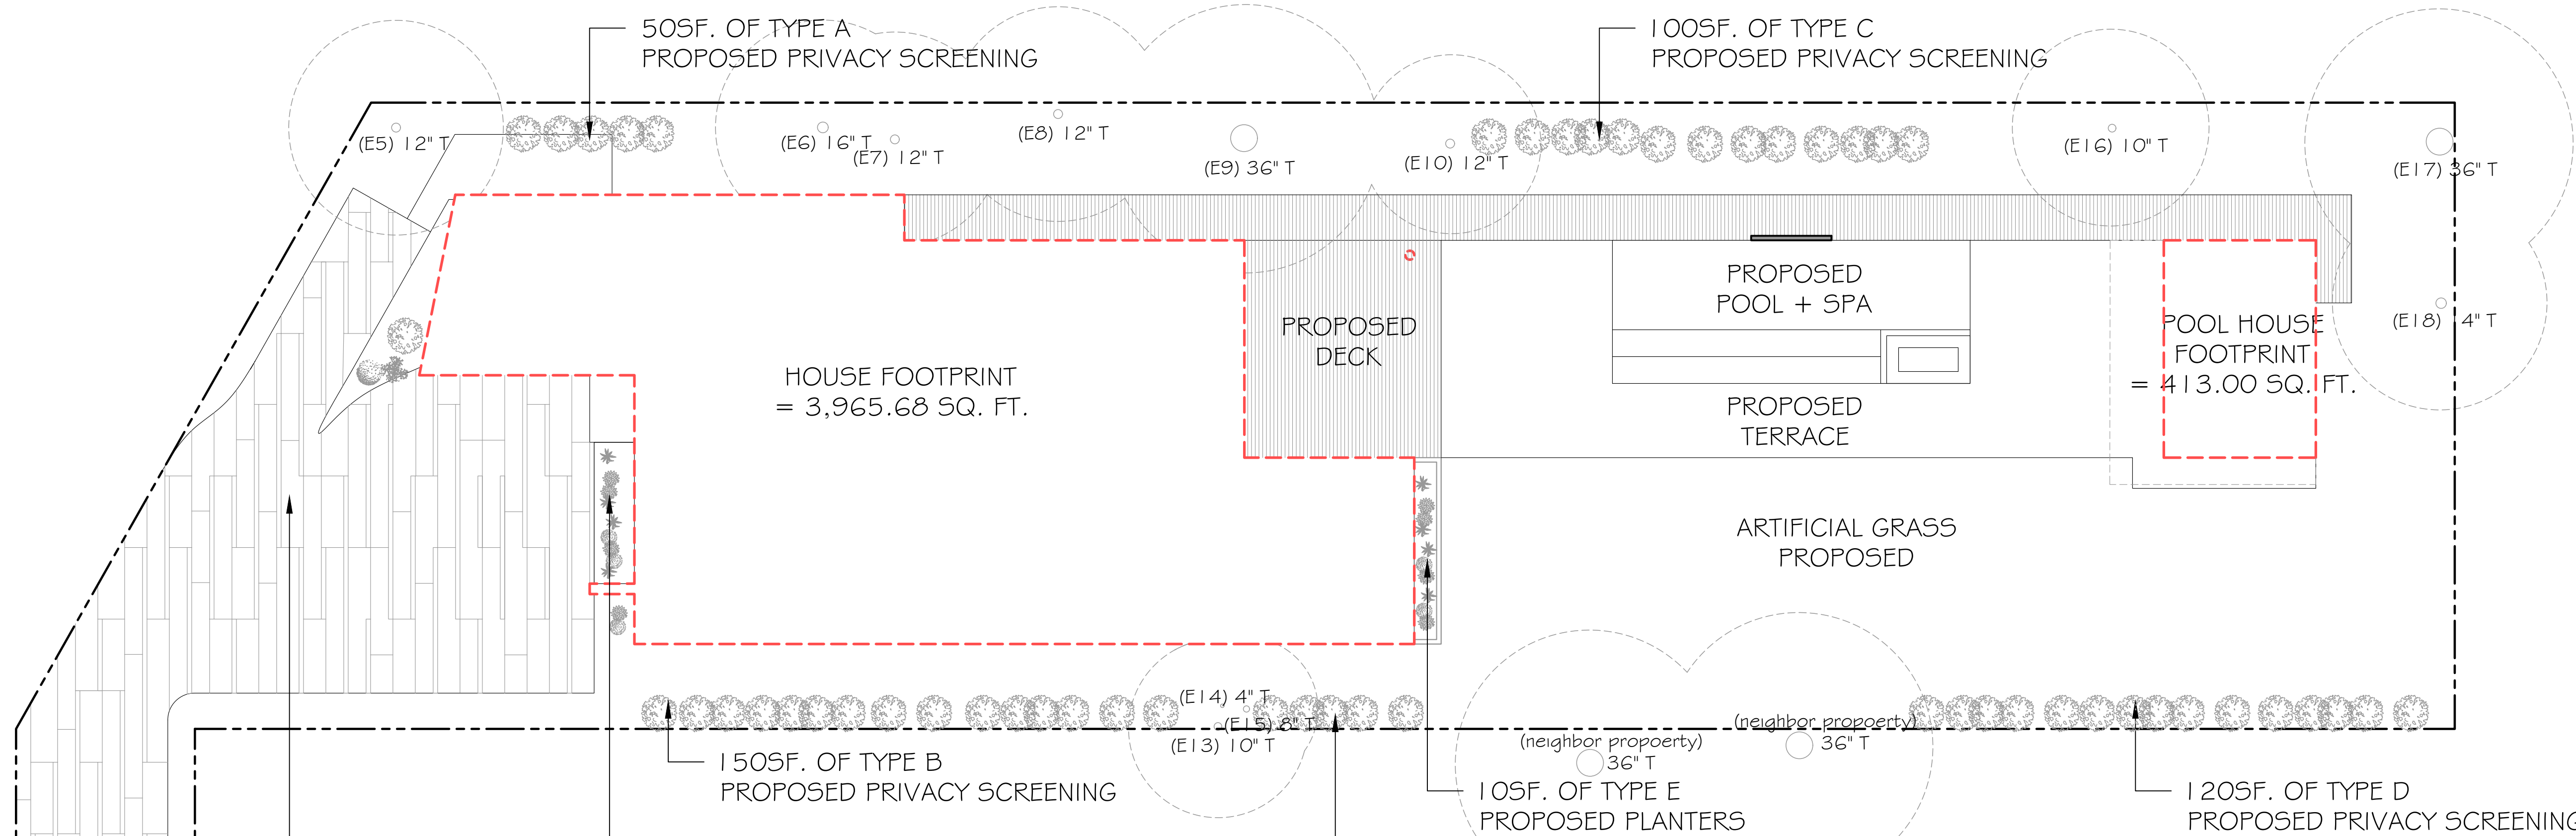 50SF. OF TYPE A
PROPOSED PRIVACY SCREENING
100SF. OF TYPE C
PROPOSED PRIVACY SCREENING
(E5) 12" T
(E6) 16" T
(E7) 12" T
(E8) 12" T
(E9) 36" T
(E10) 12" T
(E16) 10" T
(E17) 36" T
PROPOSED
POOL + SPA
PROPOSED
DECK
POOL HOUSE
FOOTPRINT
= 413.00 SQ. FT.
(E18) 4" T
HOUSE FOOTPRINT
= 3,965.68 SQ. FT.
PROPOSED
TERRACE
ARTIFICIAL GRASS
PROPOSED
(E14) 4" T
(E15) 8" T
(E13) 10" T
(neighbor propoerty)
36" T
(neighbor propoerty)
36" T
150SF. OF TYPE B
PROPOSED PRIVACY SCREENING
10SF. OF TYPE E
PROPOSED PLANTERS
120SF. OF TYPE D
PROPOSED PRIVACY SCREENING